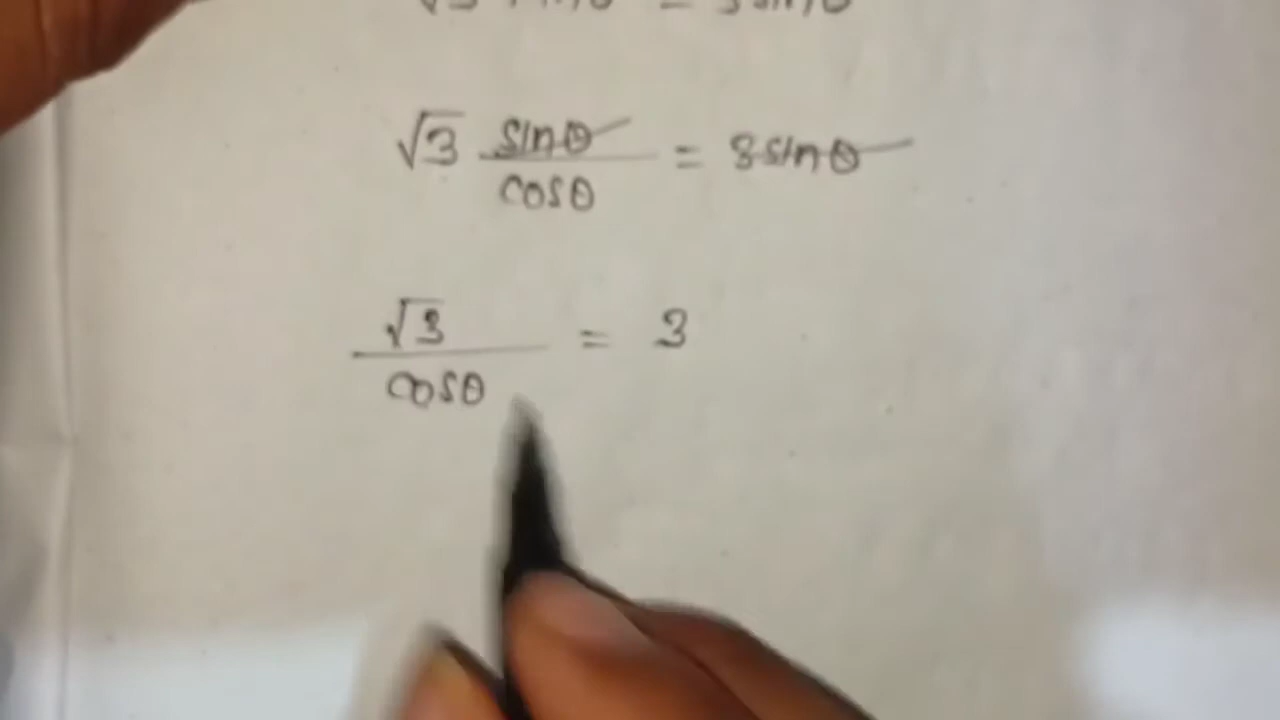 √3 sinθ/cosθ = 3sinθ
√3/cosθ = 3